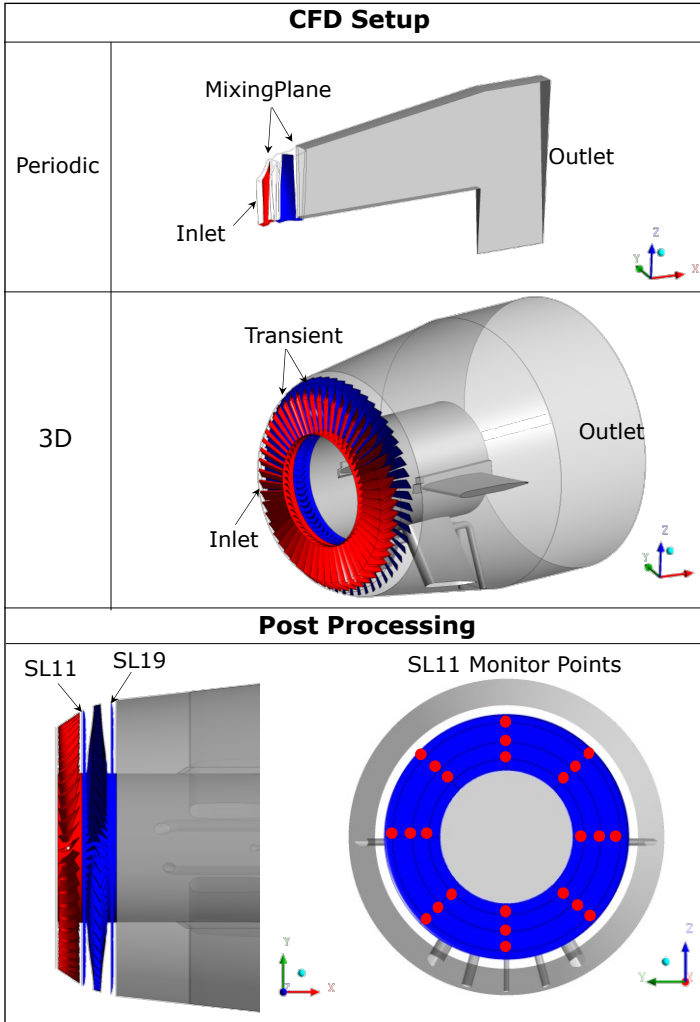 CFD Setup
Periodic
MixingPlane
Inlet
Outlet
Z
Y
X
3D
Transient
Inlet
Outlet
Z
Y
Post Processing
SL11
SL19
SL11 Monitor Points
Y
Z
X
Z
Y
X